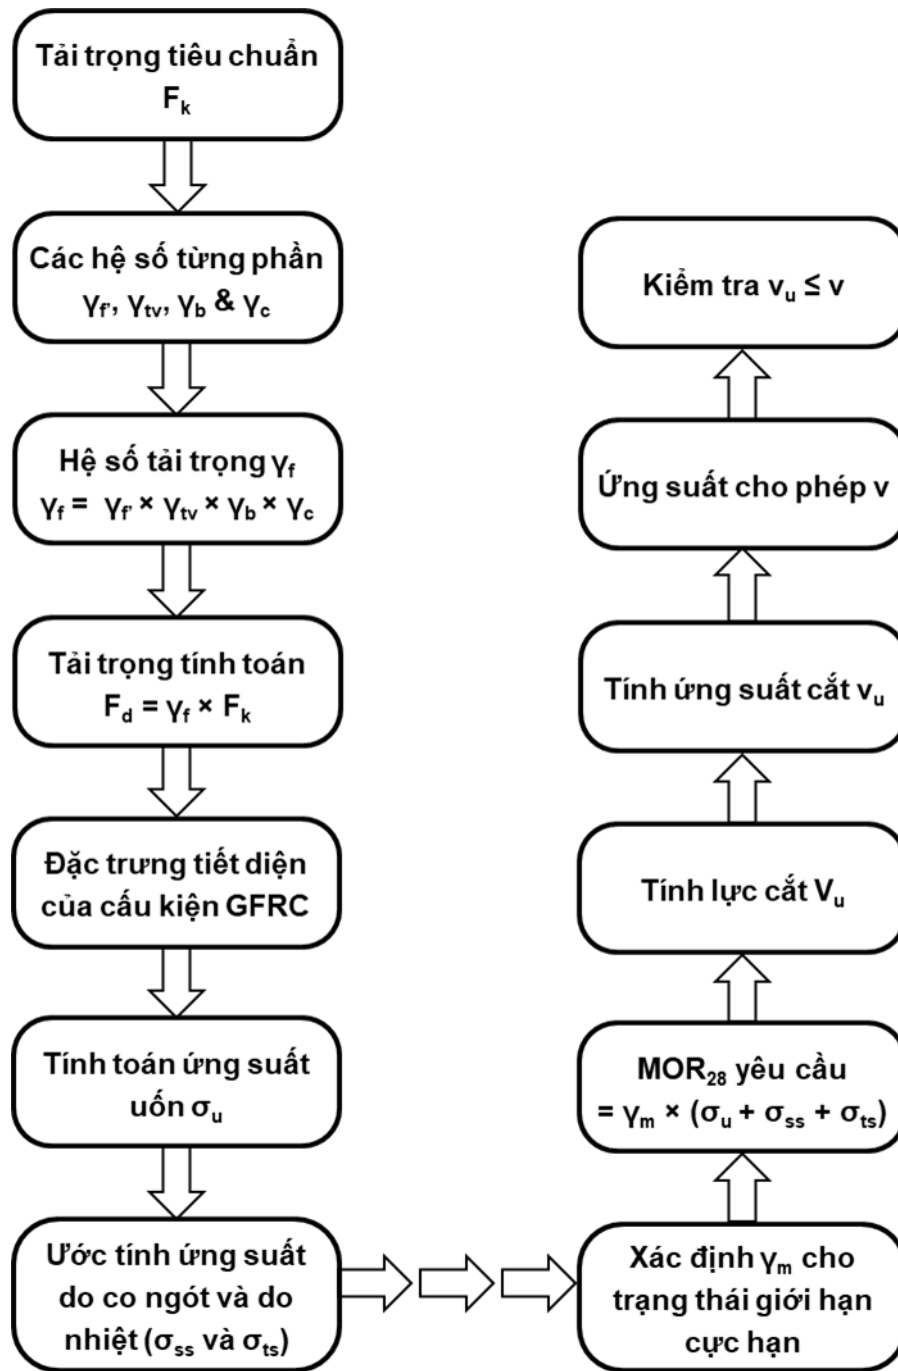 Tải trọng tiêu chuẩn
Fₖ
Các hệ số từng phần
γf', γtv, γb & γc
Hệ số tải trọng γf
γf = γf' × γtv × γb × γc
Tải trọng tính toán
Fd = γf × Fk
Đặc trưng tiết diện
của cấu kiện GFRC
Tính toán ứng suất
uốn σu
Ước tính ứng suất
do co ngót và do
nhiệt (σss và σts)
Xác định γm cho
trạng thái giới hạn
cực hạn
MOR28 yêu cầu
= γm × (σu + σss + σts)
Tính lực cắt Vu
Tính ứng suất cắt vu
Ứng suất cho phép v
Kiểm tra vu ≤ v